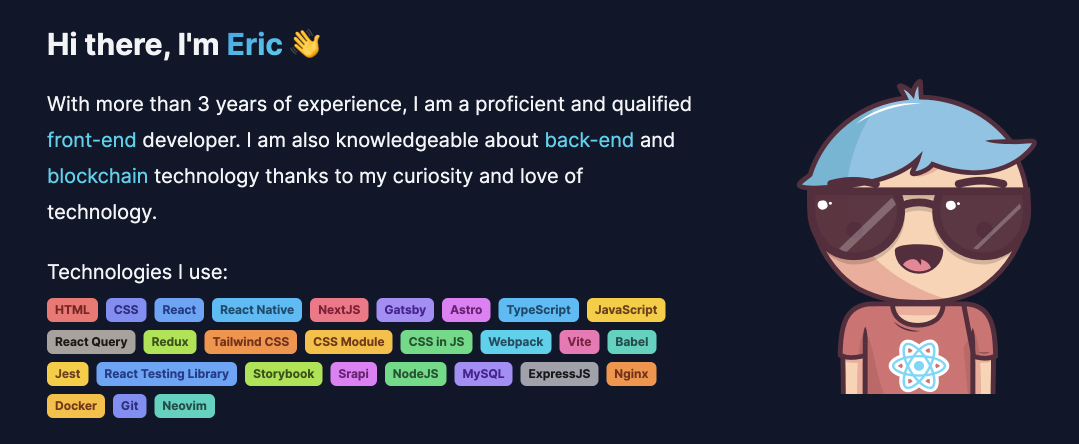 Hi there, I'm Eric 👋
With more than 3 years of experience, I am a proficient and qualified
front-end developer. I am also knowledgeable about back-end and
blockchain technology thanks to my curiosity and love of
technology.
Technologies I use:
HTML CSS React React Native NextJS Gatsby Astro TypeScript JavaScript
React Query Redux Tailwind CSS CSS Module CSS in JS Webpack Vite Babel
Jest React Testing Library Storybook Srapi NodeJS MySQL ExpressJS Nginx
Docker Git Neovim